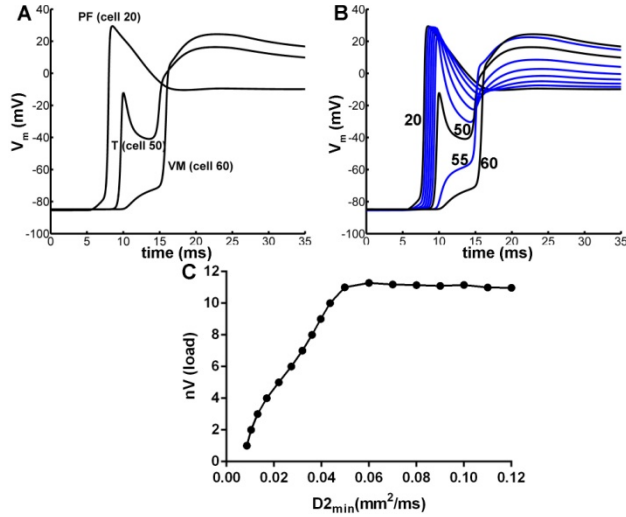 A
PF (cell 20)
T (cell 50)
VM (cell 60)
Vm (mV)
40
20
0
-20
-40
-60
-80
-100
0 5 10 15 20 25 30 35
time (ms)
B
20
50
55
60
Vm (mV)
40
20
0
-20
-40
-60
-80
-100
0 5 10 15 20 25 30 35
time (ms)
C
nV (load)
12
10
8
6
4
2
0
0.00 0.02 0.04 0.06 0.08 0.10 0.12
D2min(mm²/ms)